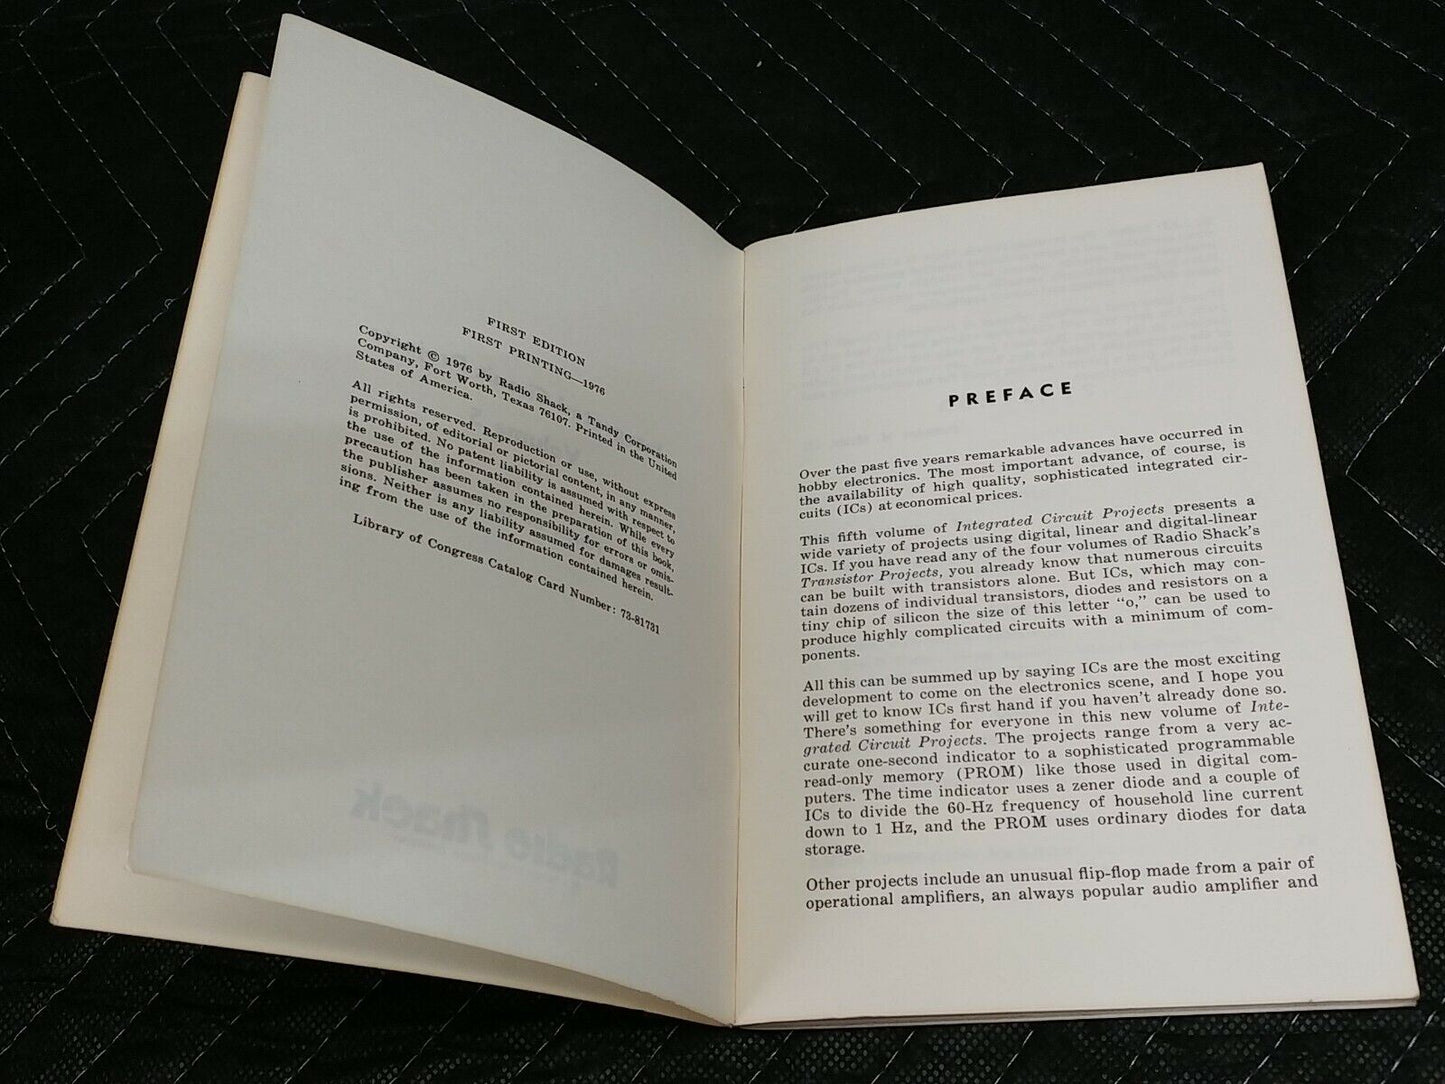 FIRST EDITION
FIRST PRINTING—1976
Copyright © 1976 by Radio Shack, a Tandy Corporation
Company, Fort Worth, Texas 76107. Printed in the United
States of America.
All rights reserved. Reproduction or use, without express
permission, of editorial or pictorial content, in any manner,
is prohibited. No patent liability is assumed with respect to
the use of the information contained herein. While every
precaution has been taken in the preparation of this book,
the publisher assumes no responsibility for errors or omis-
sions. Neither is any liability assumed for damages result-
ing from the use of the information contained herein.
Library of Congress Catalog Card Number: 73-81731
Radio Shack
PREFACE
Over the past five years remarkable advances have occurred in
hobby electronics. The most important advance, of course, is
the availability of high quality, sophisticated integrated cir-
cuits (ICs) at economical prices.
This fifth volume of Integrated Circuit Projects presents a
wide variety of projects using digital, linear and digital-linear
ICs. If you have read any of the four volumes of Radio Shack's
Transistor Projects, you already know that numerous circuits
can be built with transistors alone. But ICs, which may con-
tain dozens of individual transistors, diodes and resistors on a
tiny chip of silicon the size of this letter "o," can be used to
produce highly complicated circuits with a minimum of com-
ponents.
All this can be summed up by saying ICs are the most exciting
development to come on the electronics scene, and I hope you
will get to know ICs first hand if you haven't already done so.
There's something for everyone in this new volume of Inte-
grated Circuit Projects. The projects range from a very ac-
curate one-second indicator to a sophisticated programmable
read-only memory (PROM) like those used in digital com-
puters. The time indicator uses a zener diode and a couple of
ICs to divide the 60-Hz frequency of household line current
down to 1 Hz, and the PROM uses ordinary diodes for data
storage.
Other projects include an unusual flip-flop made from a pair of
operational amplifiers, an always popular audio amplifier and